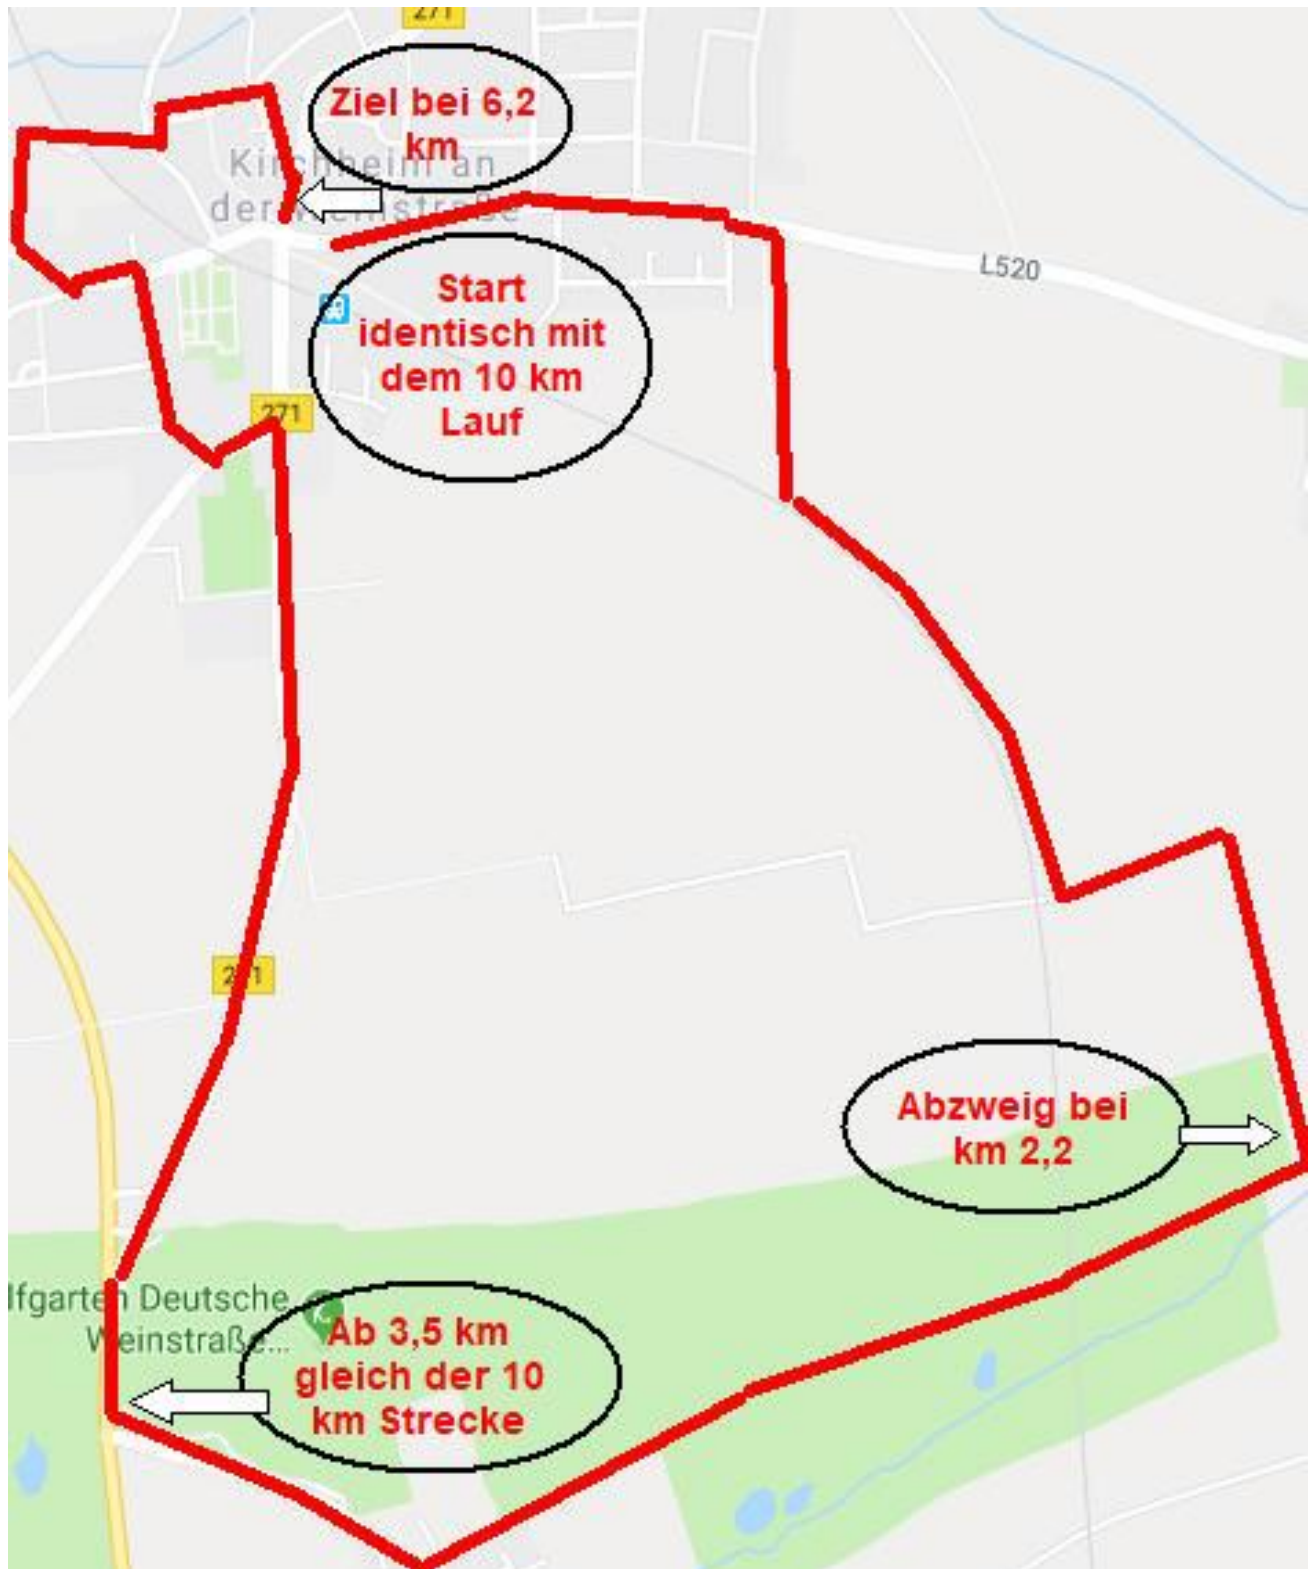 271
Ziel bei 6,2
km
Kirchheim an
der Weinstraße
Start
identisch mit
dem 10 km
Lauf
L520
271
271
Abzweig bei
km 2,2
lfgarten Deutsche
Weinstraße...
Ab 3,5 km
gleich der 10
km Strecke